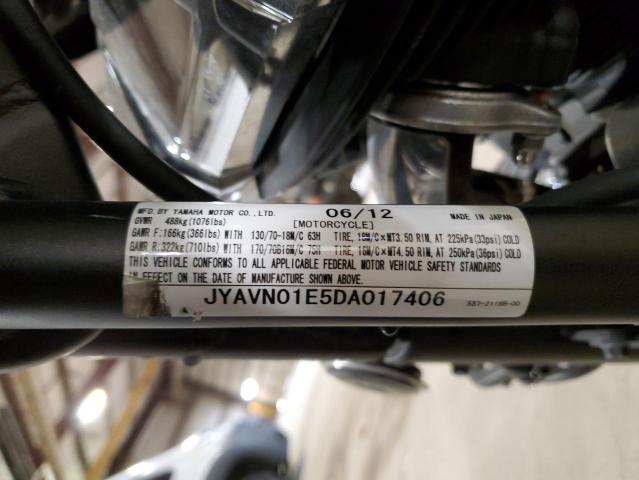 MFD. BY YAMAHA MOTOR CO., LTD. 06/12 MADE IN JAPAN
GVWR 488kg(1076lbs) [MOTORCYCLE]
GAWR F:166kg(366lbs) WITH 130/70-18M/C 63H TIRE, 18M/C×MT3.50 RIM, AT 225kPa(33psi) COLD
GAWR R:322kg(710lbs) WITH 170/70B16M/C 75H TIRE, 16M/C×MT4.50 RIM, AT 250kPa(36psi) COLD
THIS VEHICLE CONFORMS TO ALL APPLICABLE FEDERAL MOTOR VEHICLE SAFETY STANDARDS
IN EFFECT ON THE DATE OF MANUFACTURE SHOWN ABOVE.
JYAVN01E5DA017406